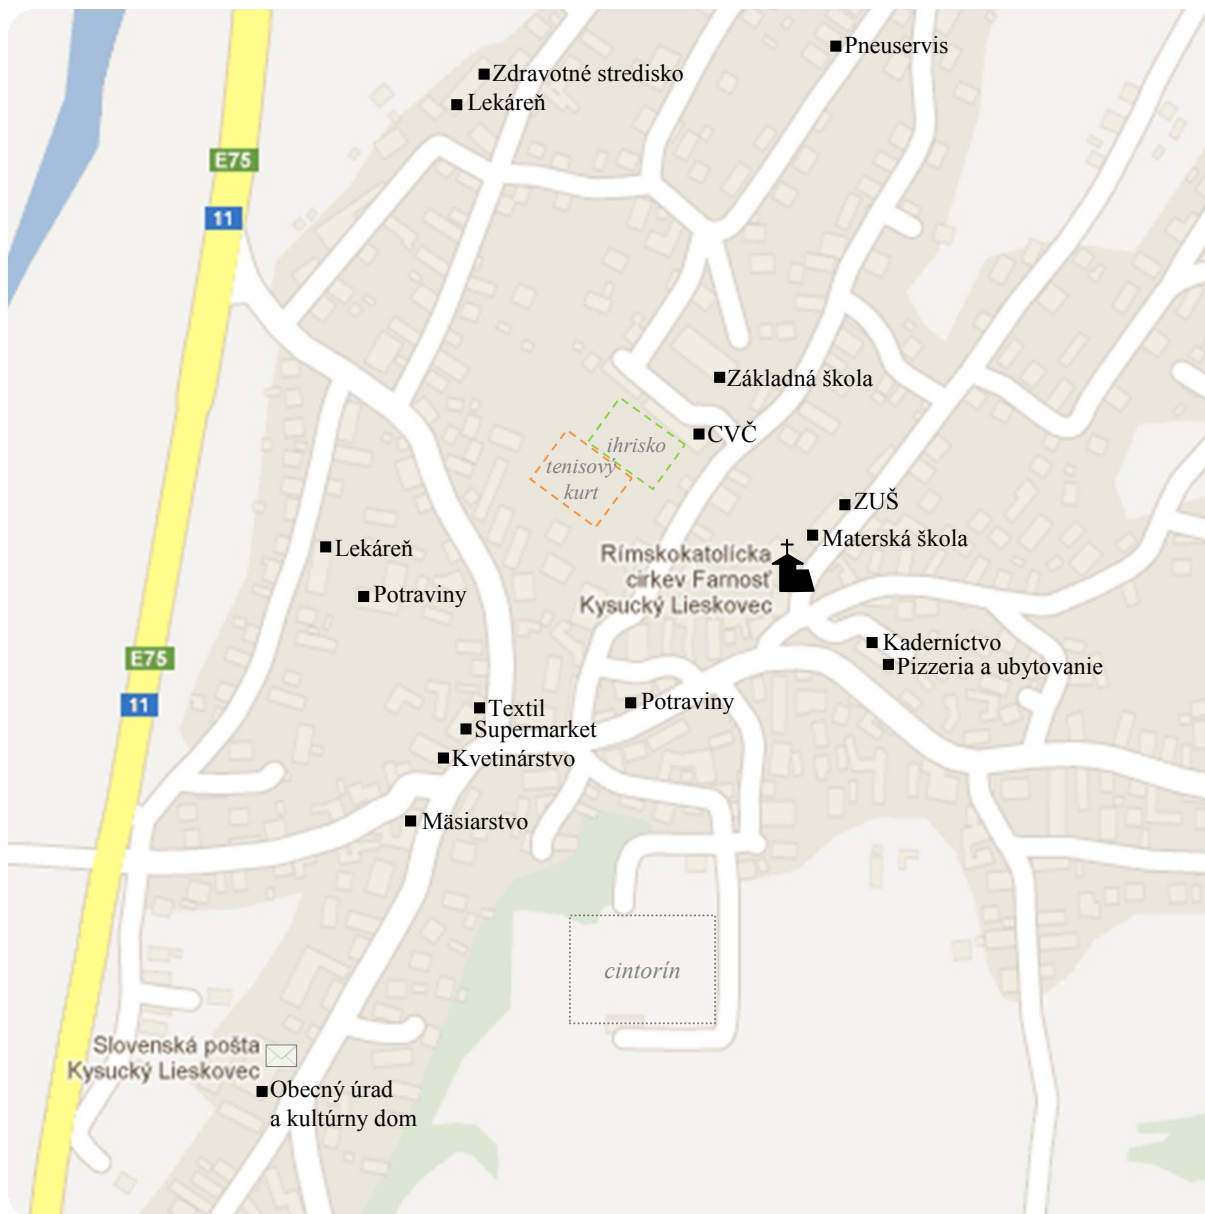 Pneuservis
Zdravotné stredisko
Lekáreň
E75
11
Základná škola
CVČ
ihrisko
tenisový
kurt
ZUŠ
Materská škola
Rímskokatolícka
cirkev Farnosť
Kysucký Lieskovec
Lekáreň
Potraviny
Kaderníctvo
Pizzeria a ubytovanie
E75
11
Potraviny
Textil
Supermarket
Kvetinárstvo
Mäsiarstvo
cintorín
Slovenská pošta
Kysucký Lieskovec
Obecný úrad
a kultúrny dom